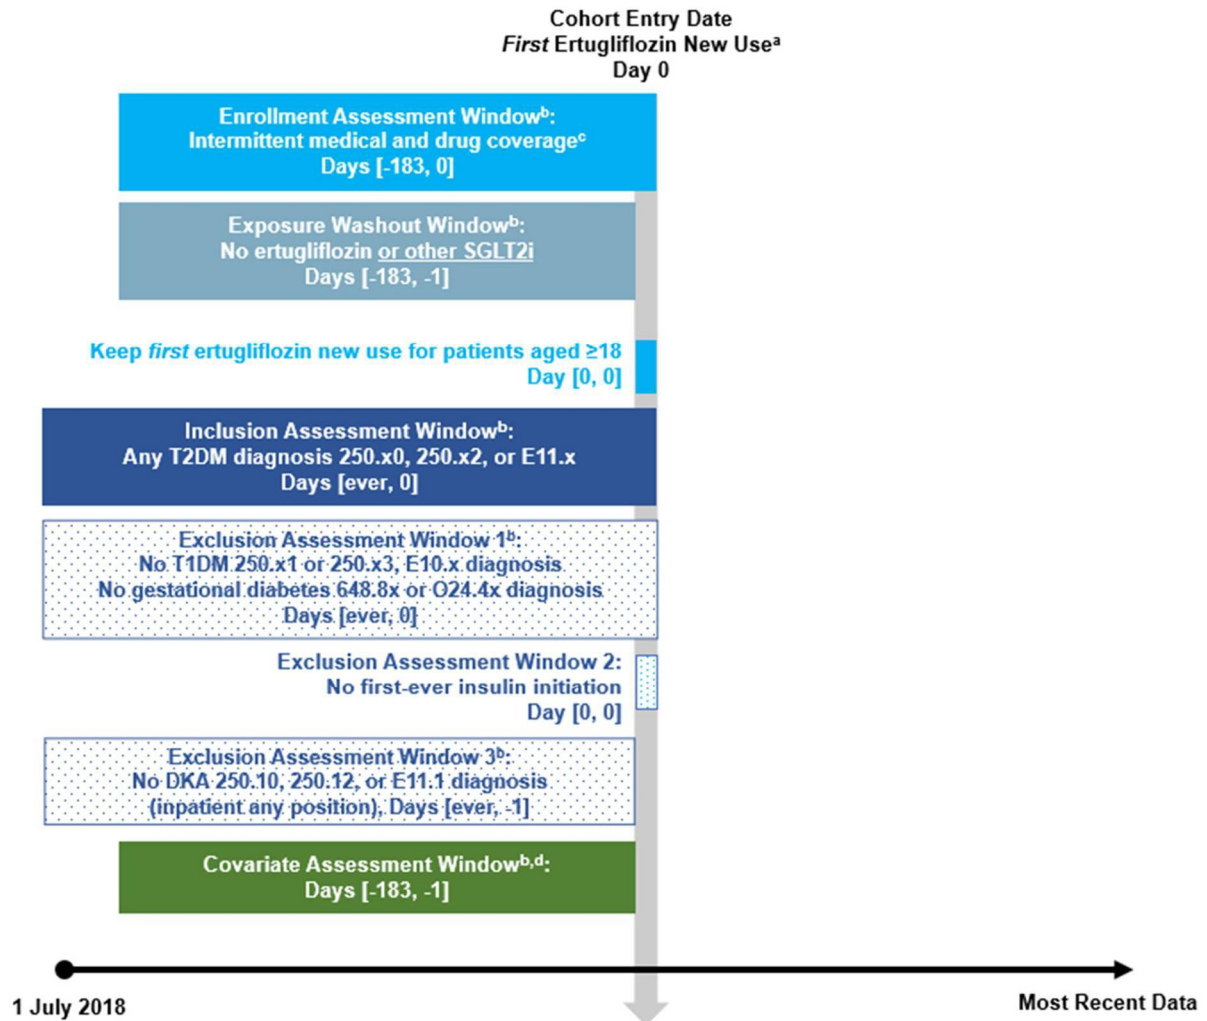 Cohort Entry Date
First Ertugliflozin New Useᵃ
Day 0
Enrollment Assessment Windowᵇ:
Intermittent medical and drug coverageᶜ
Days [-183, 0]
Exposure Washout Windowᵇ:
No ertugliflozin or other SGLT2i
Days [-183, -1]
Keep first ertugliflozin new use for patients aged ≥18
Day [0, 0]
Inclusion Assessment Windowᵇ:
Any T2DM diagnosis 250.x0, 250.x2, or E11.x
Days [ever, 0]
Exclusion Assessment Window 1ᵇ:
No T1DM 250.x1 or 250.x3, E10.x diagnosis
No gestational diabetes 648.8x or O24.4x diagnosis
Days [ever, 0]
Exclusion Assessment Window 2:
No first-ever insulin initiation
Day [0, 0]
Exclusion Assessment Window 3ᵇ:
No DKA 250.10, 250.12, or E11.1 diagnosis
(inpatient any position), Days [ever, -1]
Covariate Assessment Windowᵇ,ᵈ:
Days [-183, -1]
1 July 2018
Most Recent Data